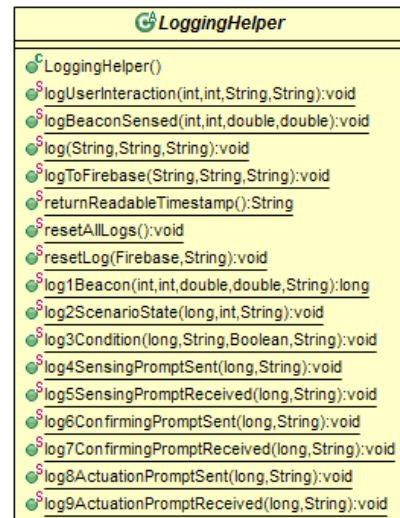 LoggingHelper
LoggingHelper()
logUserInteraction(int,int,String,String):void
logBeaconSensed(int,int,double,double):void
log(String,String,String):void
logToFirebase(String,String,String):void
returnReadableTimestamp():String
resetAllLogs():void
resetLog(Firebase,String):void
log1Beacon(int,int,double,double,String):long
log2ScenarioState(long,int,String):void
log3Condition(long,String,Boolean,String):void
log4SensingPromptSent(long,String):void
log5SensingPromptReceived(long,String):void
log6ConfirmingPromptSent(long,String):void
log7ConfirmingPromptReceived(long,String):void
log8ActuationPromptSent(long,String):void
log9ActuationPromptReceived(long,String):void